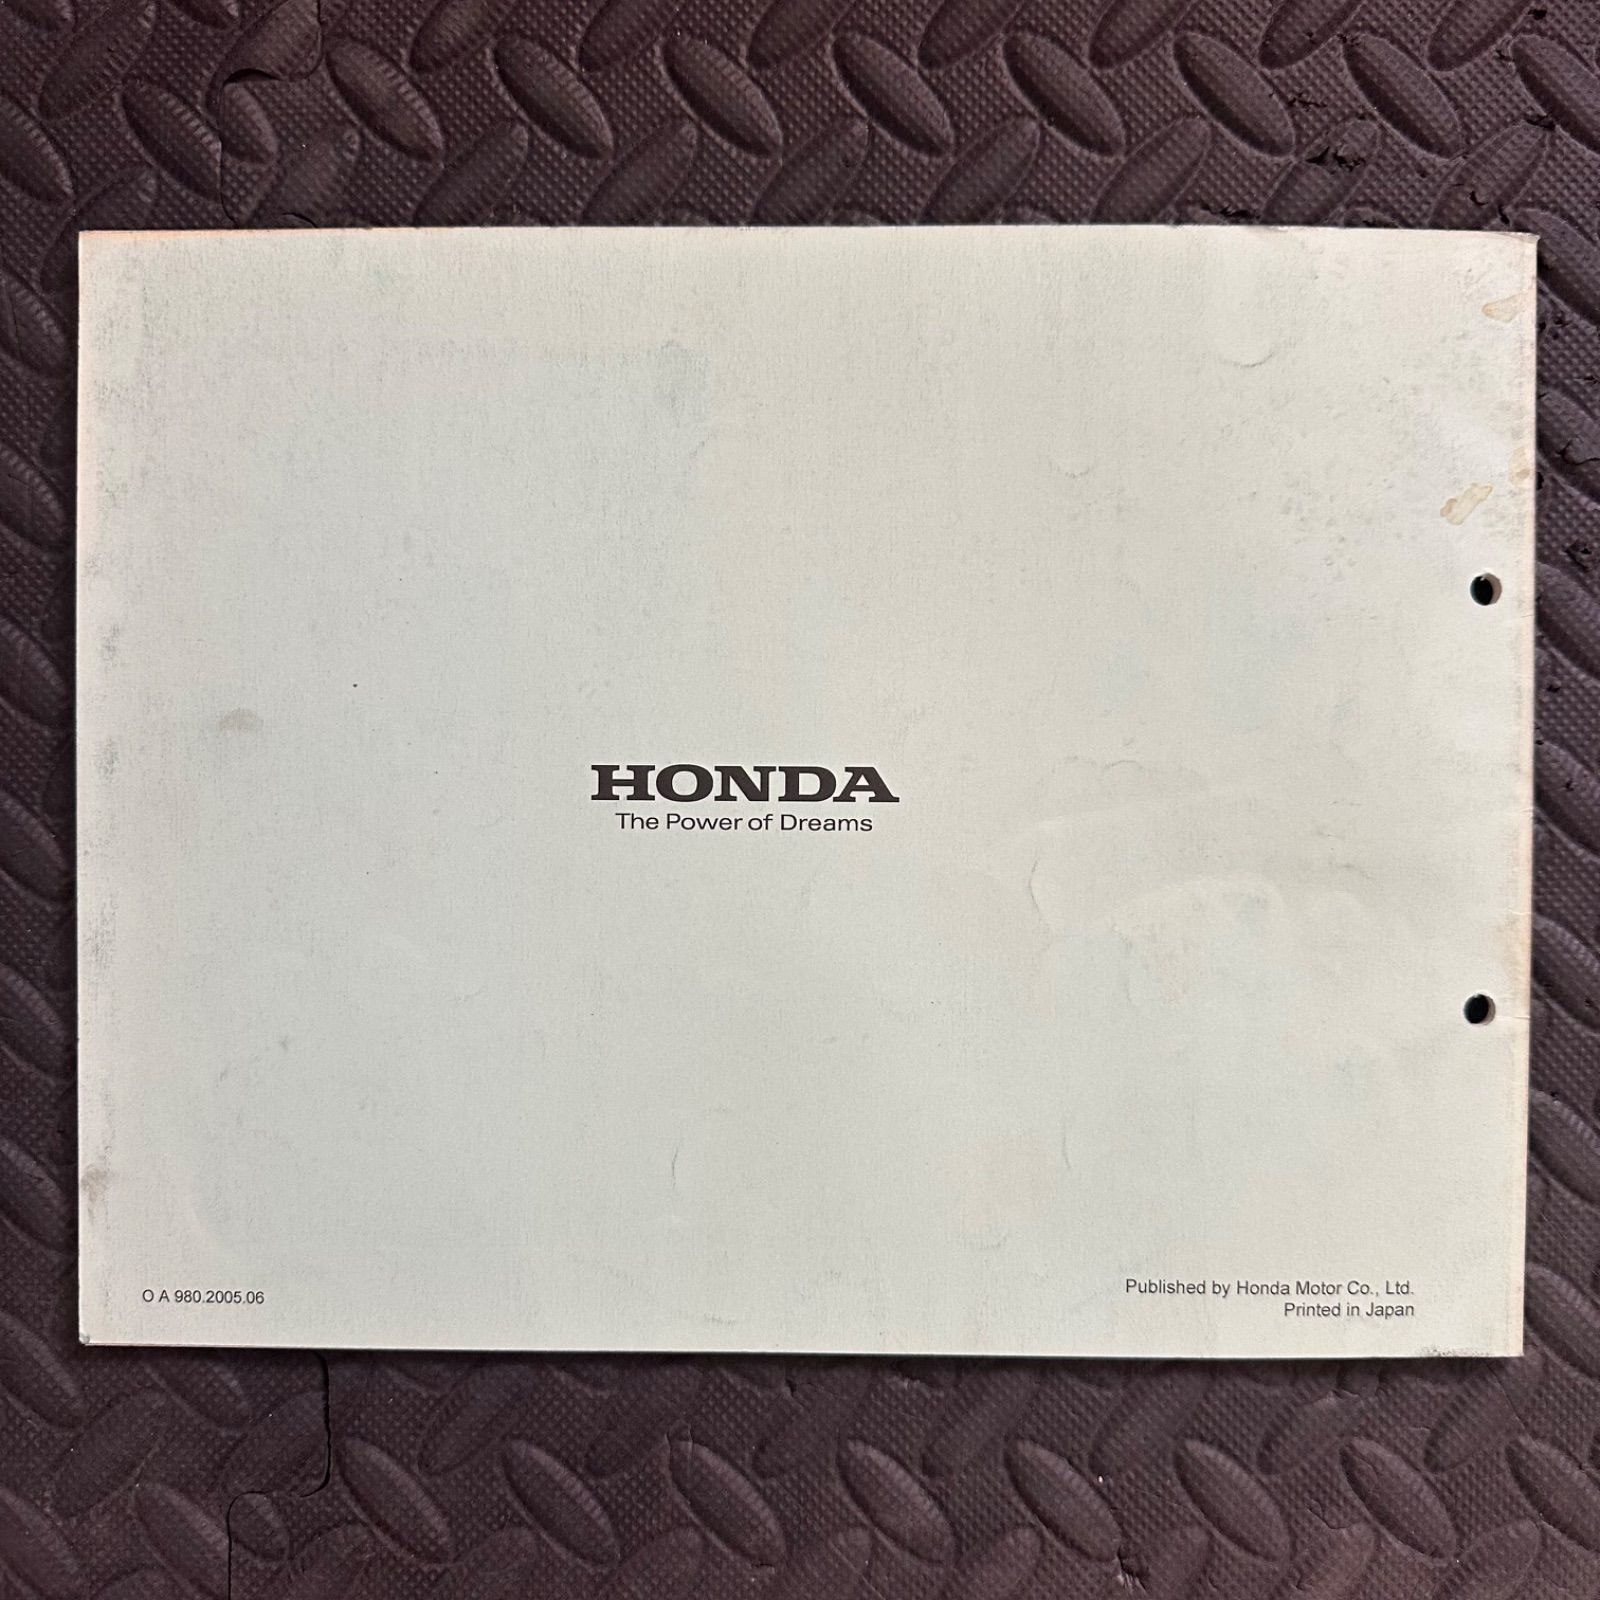 HONDA
The Power of Dreams
O A 980.2005.06
Published by Honda Motor Co., Ltd.
Printed in Japan